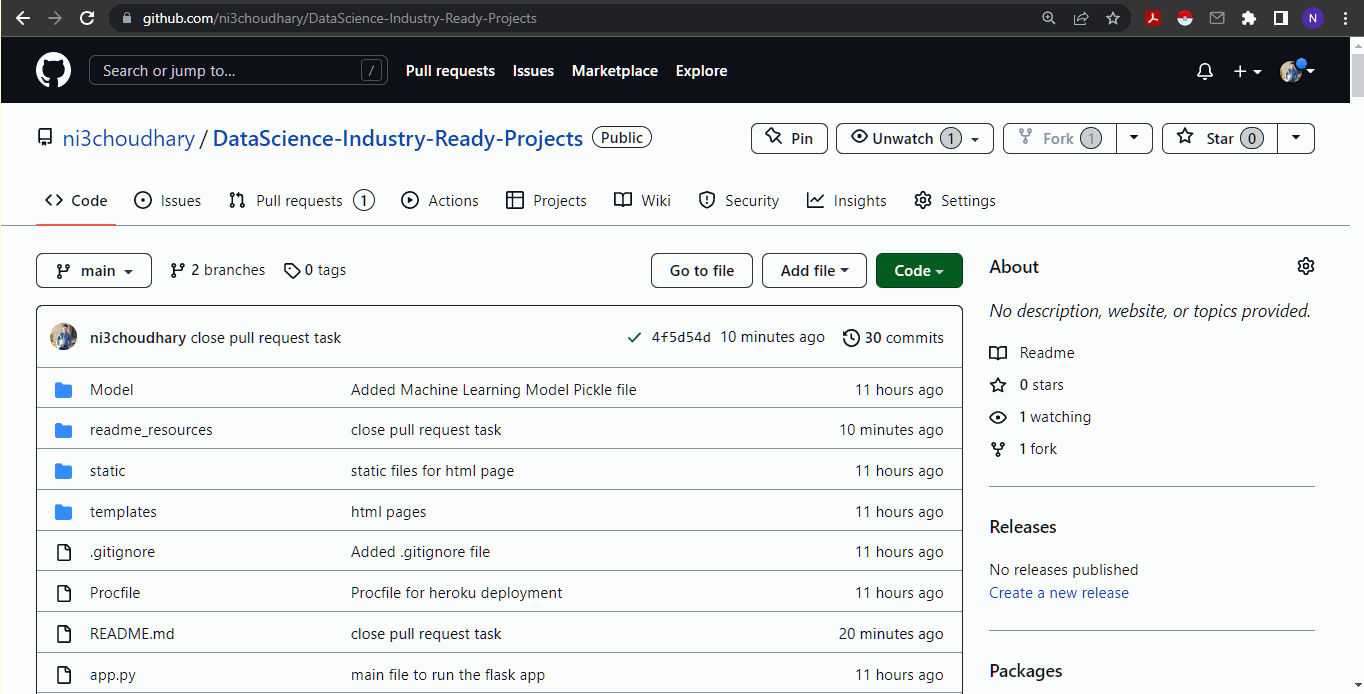 github.com/ni3choudhary/DataScience-Industry-Ready-Projects
N
Search or jump to... / Pull requests Issues Marketplace Explore
ni3choudhary / DataScience-Industry-Ready-Projects Public Pin Unwatch 1 Fork 1 Star 0
Code Issues Pull requests 1 Actions Projects Wiki Security Insights Settings
main 2 branches 0 tags Go to file Add file Code
ni3choudhary close pull request task 4f5d54d 10 minutes ago 30 commits
Model Added Machine Learning Model Pickle file 11 hours ago
readme_resources close pull request task 10 minutes ago
static static files for html page 11 hours ago
templates html pages 11 hours ago
.gitignore Added .gitignore file 11 hours ago
Procfile Procfile for heroku deployment 11 hours ago
README.md close pull request task 20 minutes ago
app.py main file to run the flask app 11 hours ago
About
No description, website, or topics provided.
Readme
0 stars
1 watching
1 fork
Releases
No releases published
Create a new release
Packages